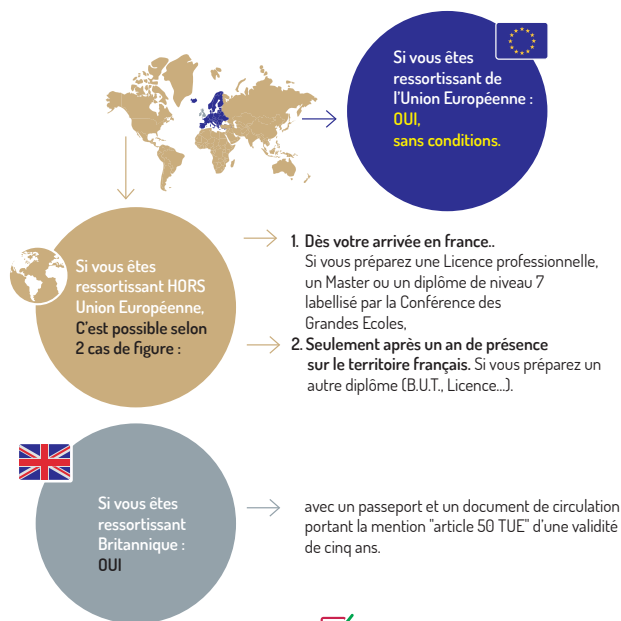 Si vous êtes
ressortissant de
l'Union Européenne :
OUI,
sans conditions.
Si vous êtes
ressortissant HORS
Union Européenne,
C'est possible selon
2 cas de figure :
1. Dès votre arrivée en france..
Si vous préparez une Licence professionnelle,
un Master ou un diplôme de niveau 7
labellisé par la Conférence des
Grandes Ecoles,
2. Seulement après un an de présence
sur le territoire français. Si vous préparez un
autre diplôme (B.U.T., Licence...).
Si vous êtes
ressortissant
Britannique :
OUI
avec un passeport et un document de circulation
portant la mention "article 50 TUE" d'une validité
de cinq ans.